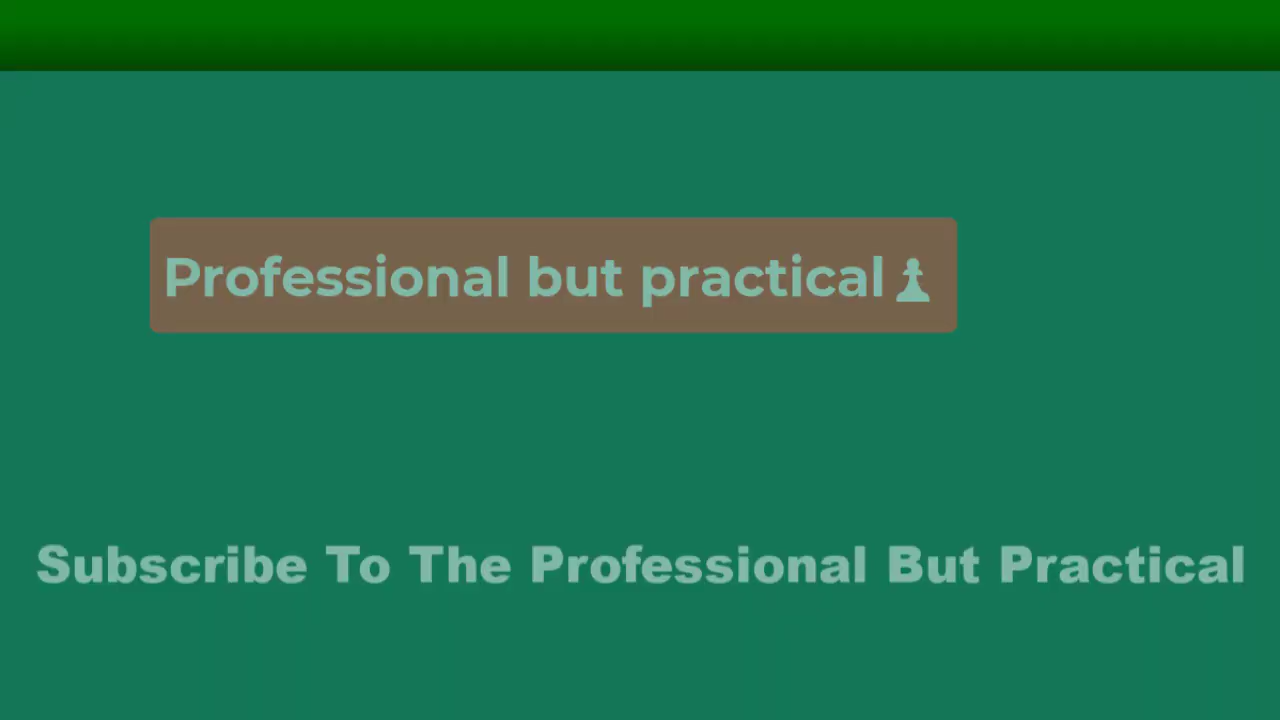 Professional but practical♟
Subscribe To The Professional But Practical